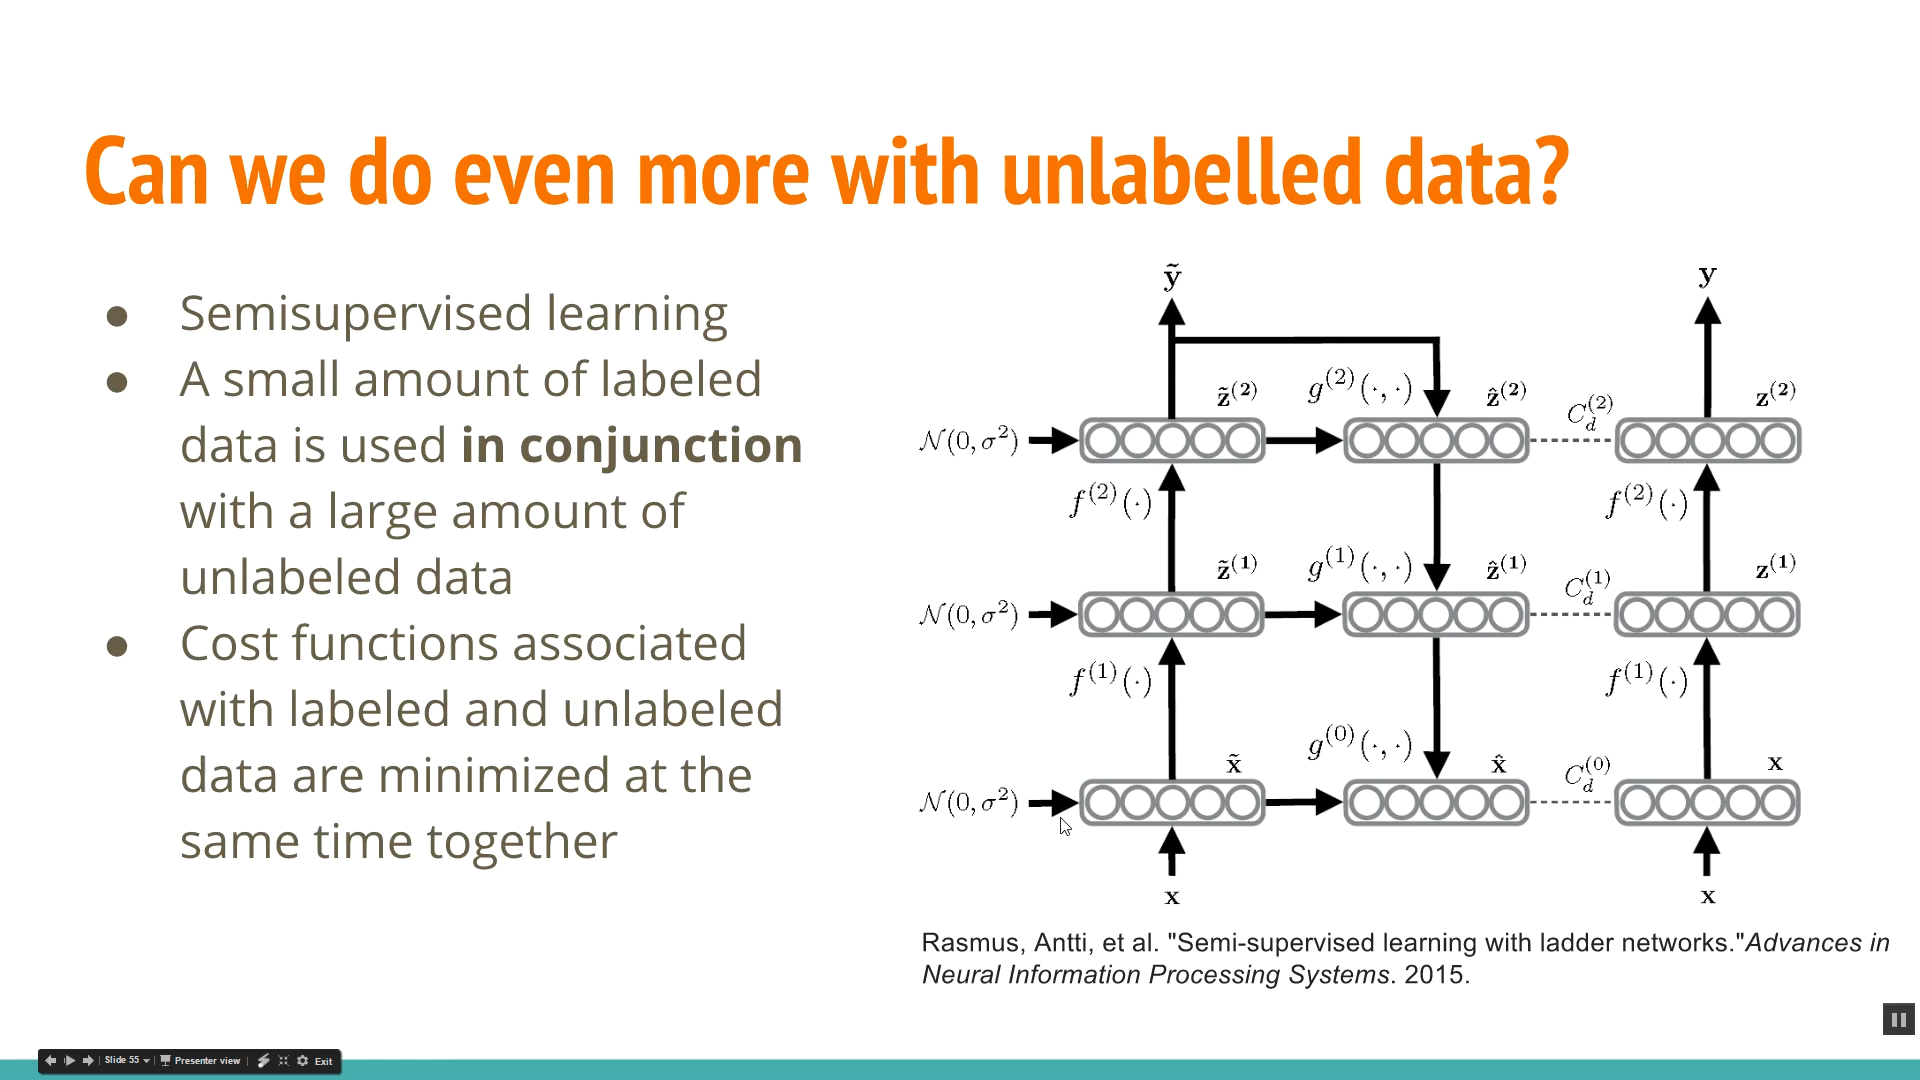 Can we do even more with unlabelled data?
● Semisupervised learning
● A small amount of labeled
data is used in conjunction
with a large amount of
unlabeled data
● Cost functions associated
with labeled and unlabeled
data are minimized at the
same time together
ỹ y
z̃⁽²⁾ g⁽²⁾(·,·) ẑ⁽²⁾ C_d⁽²⁾ z⁽²⁾
𝒩(0, σ²)
f⁽²⁾(·) f⁽²⁾(·)
z̃⁽¹⁾ g⁽¹⁾(·,·) ẑ⁽¹⁾ C_d⁽¹⁾ z⁽¹⁾
𝒩(0, σ²)
f⁽¹⁾(·) f⁽¹⁾(·)
x̃ g⁽⁰⁾(·,·) x̂ C_d⁽⁰⁾ x
𝒩(0, σ²)
x x
Rasmus, Antti, et al. "Semi-supervised learning with ladder networks."Advances in
Neural Information Processing Systems. 2015.
Slide 55 Presenter view Exit